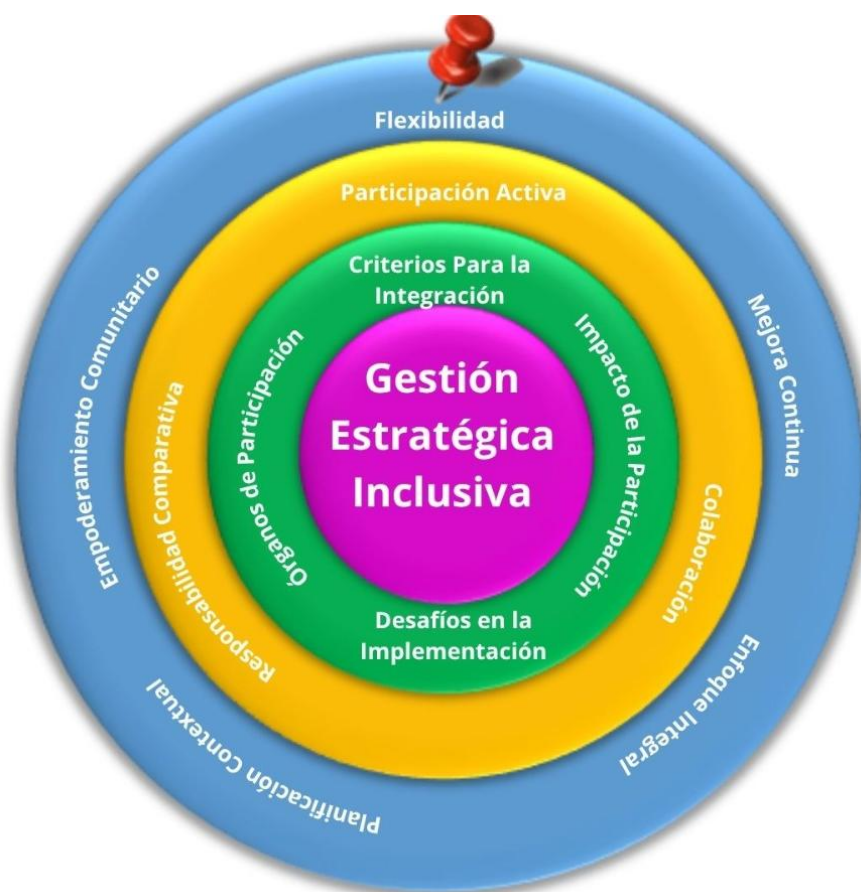 Flexibilidad
Mejora Continua
Enfoque Integral
Planificación Contextual
Empoderamiento Comunitario
Participación Activa
Colaboración
Responsabilidad Comparativa
Criterios Para la
Integración
Impacto de la Participación
Desafíos en la
Implementación
Órganos de Participación
Gestión
Estratégica
Inclusiva